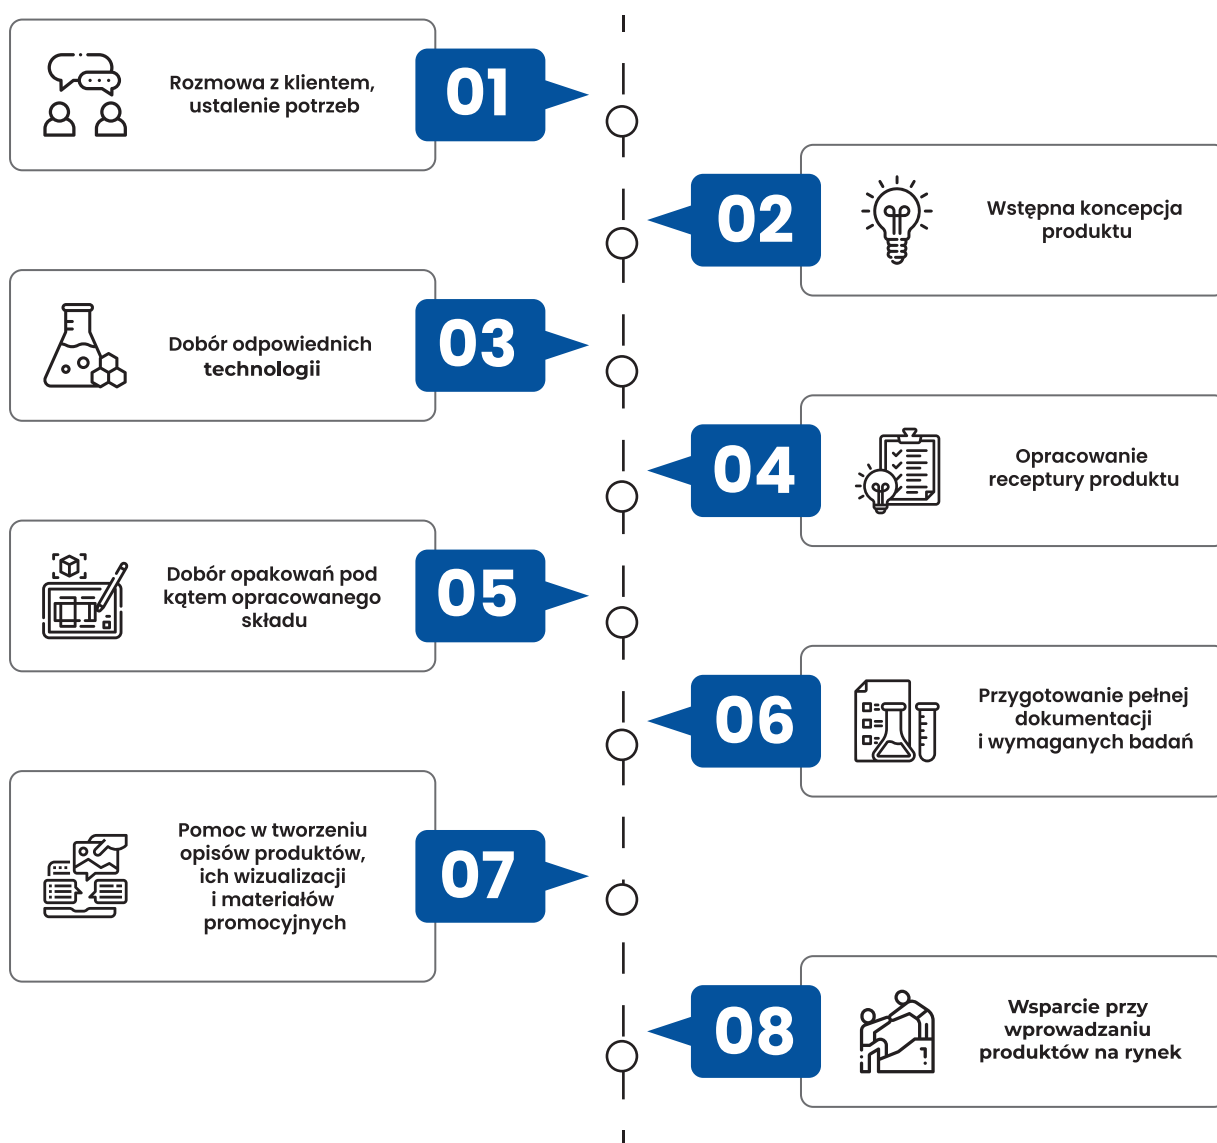 01
Rozmowa z klientem,
ustalenie potrzeb
02
Wstępna koncepcja
produktu
03
Dobór odpowiednich
technologii
04
Opracowanie
receptury produktu
05
Dobór opakowań pod
kątem opracowanego
składu
06
Przygotowanie pełnej
dokumentacji
i wymaganych badań
07
Pomoc w tworzeniu
opisów produktów,
ich wizualizacji
i materiałów
promocyjnych
08
Wsparcie przy
wprowadzaniu
produktów na rynek